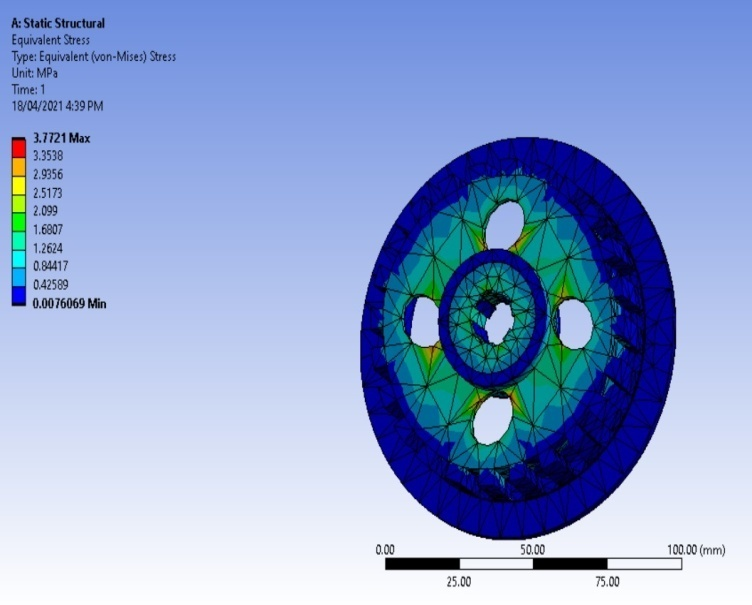 A: Static Structural
Equivalent Stress
Type: Equivalent (von-Mises) Stress
Unit: MPa
Time: 1
18/04/2021 4:39 PM
3.7721 Max
3.3538
2.9356
2.5173
2.099
1.6807
1.2624
0.84417
0.42589
0.0076069 Min
0.00 50.00 100.00 (mm)
25.00 75.00